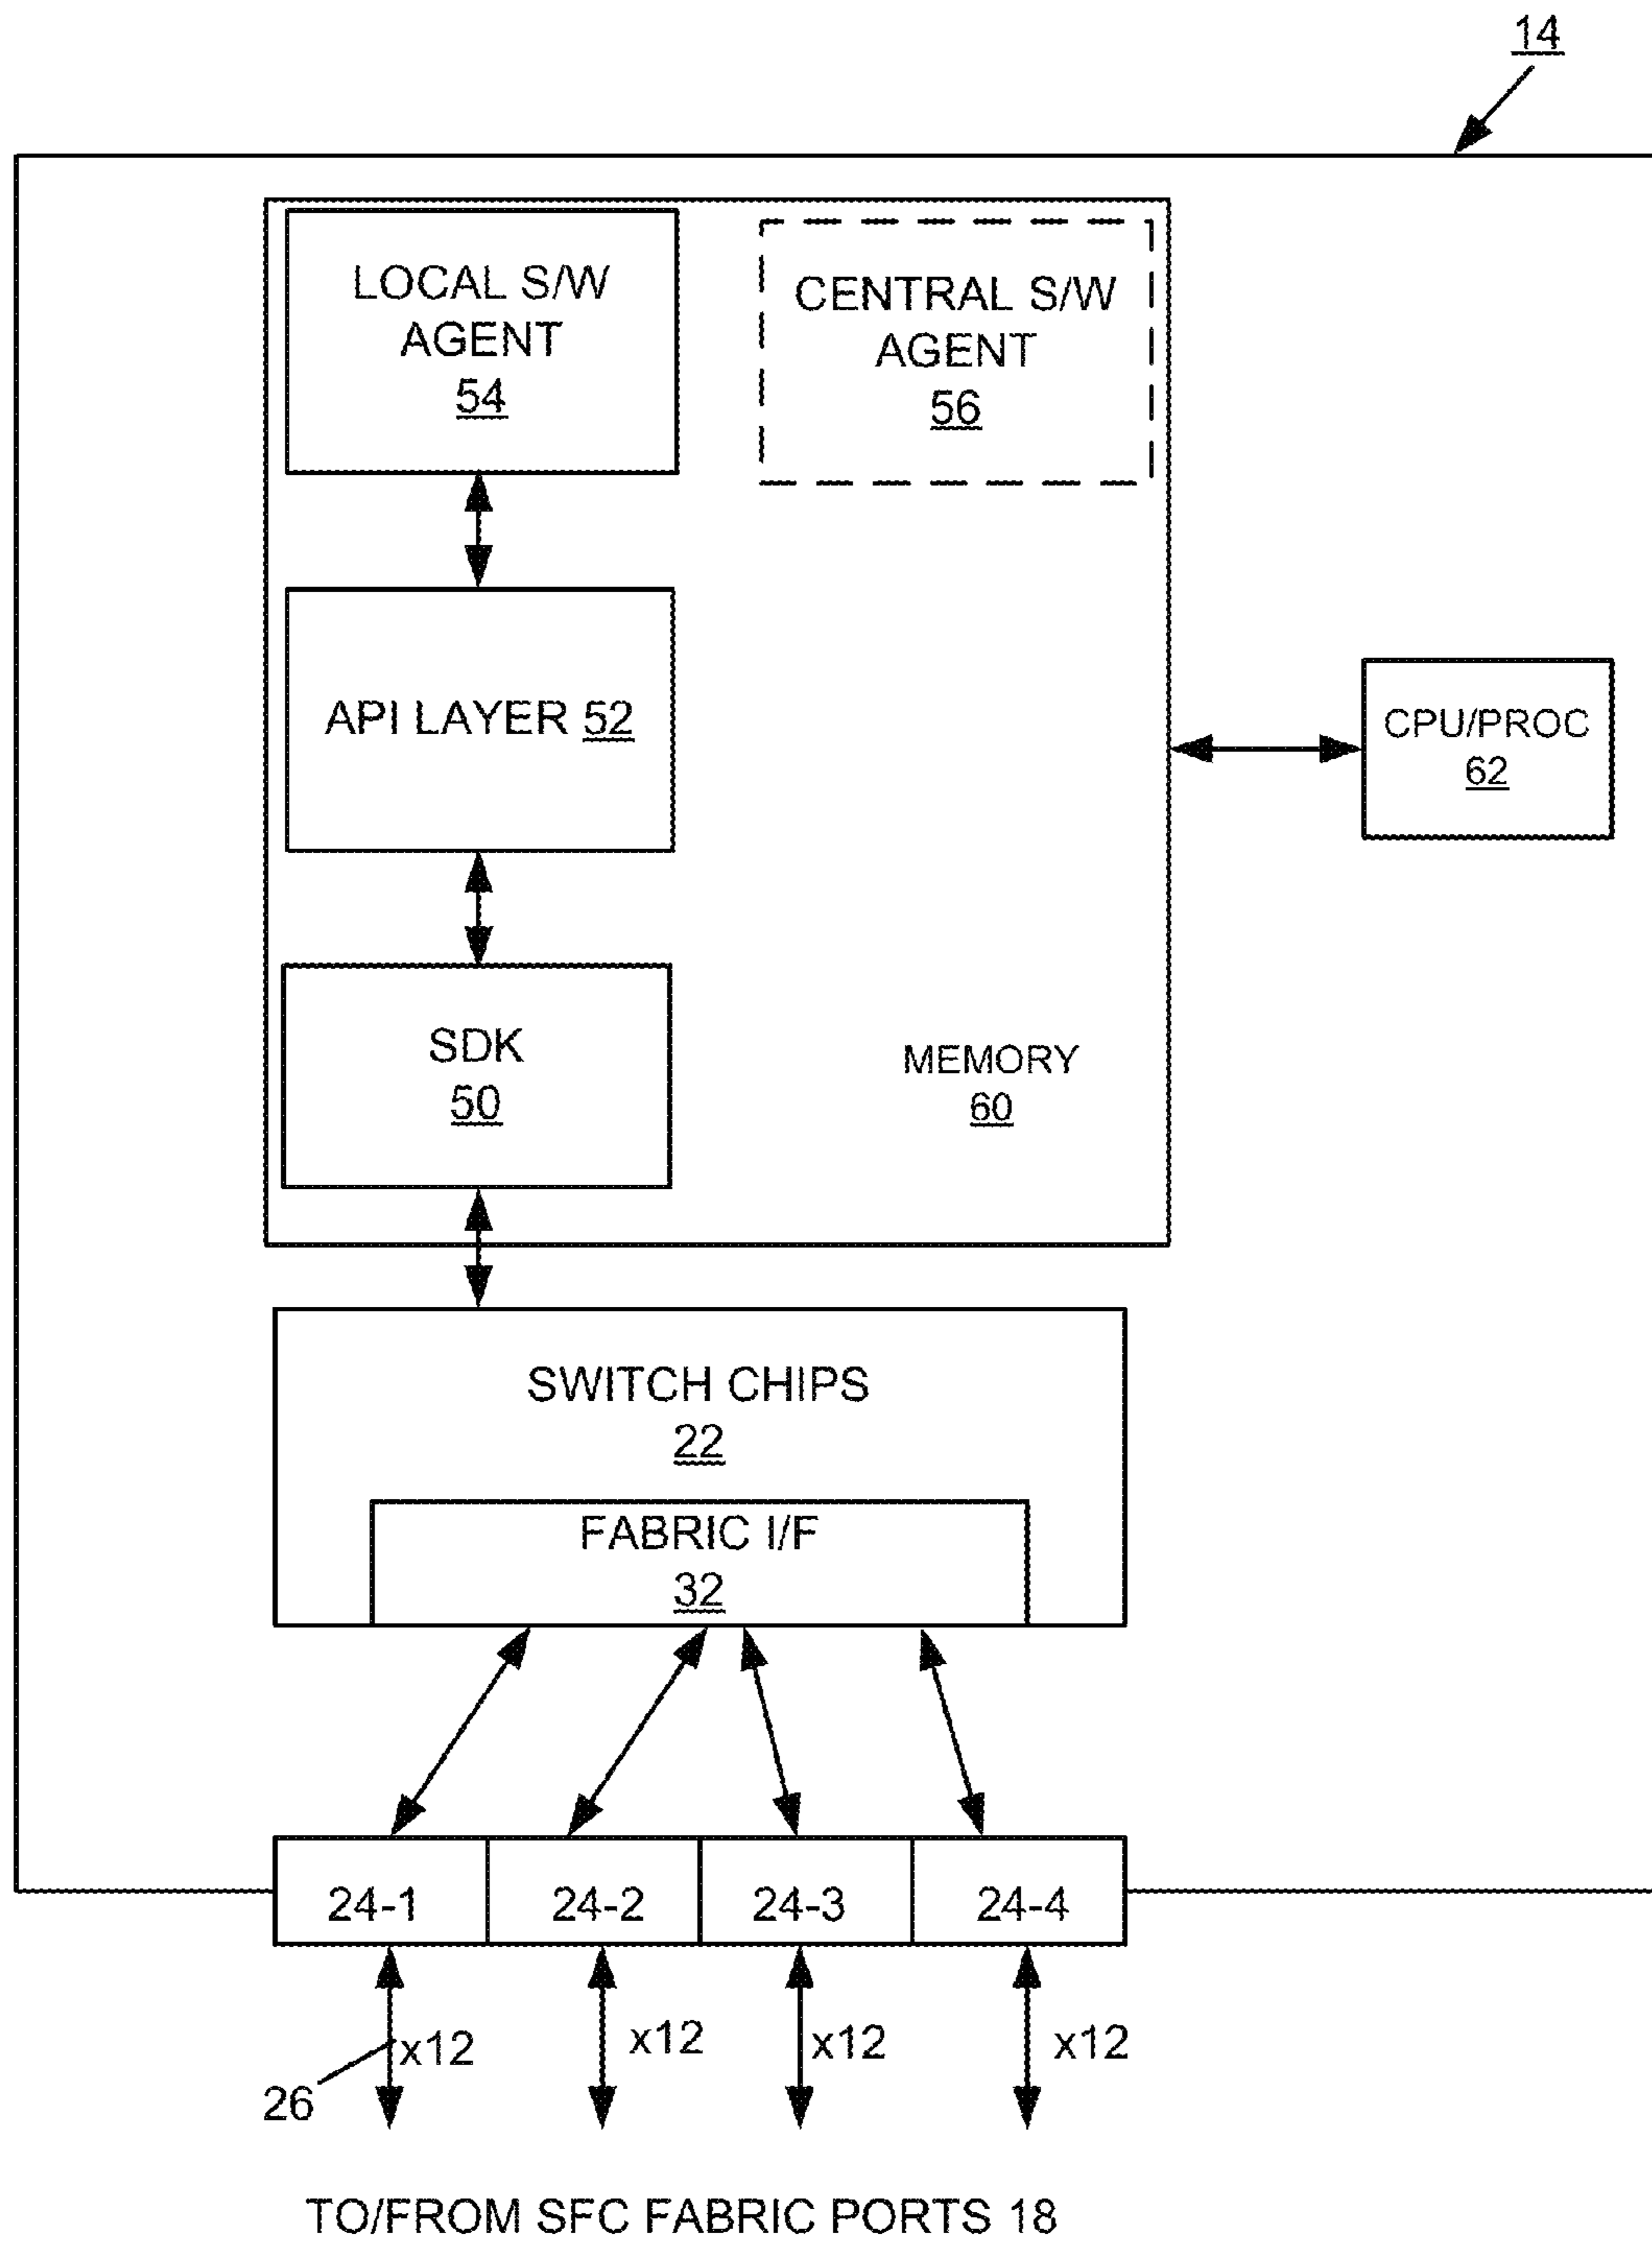 14
LOCAL S/W
AGENT
54
CENTRAL S/W
AGENT
56
API LAYER 52
CPU/PROC
62
SDK
50
MEMORY
60
SWITCH CHIPS
22
FABRIC I/F
32
24-1
24-2
24-3
24-4
x12
x12
x12
x12
26
TO/FROM SFC FABRIC PORTS 18